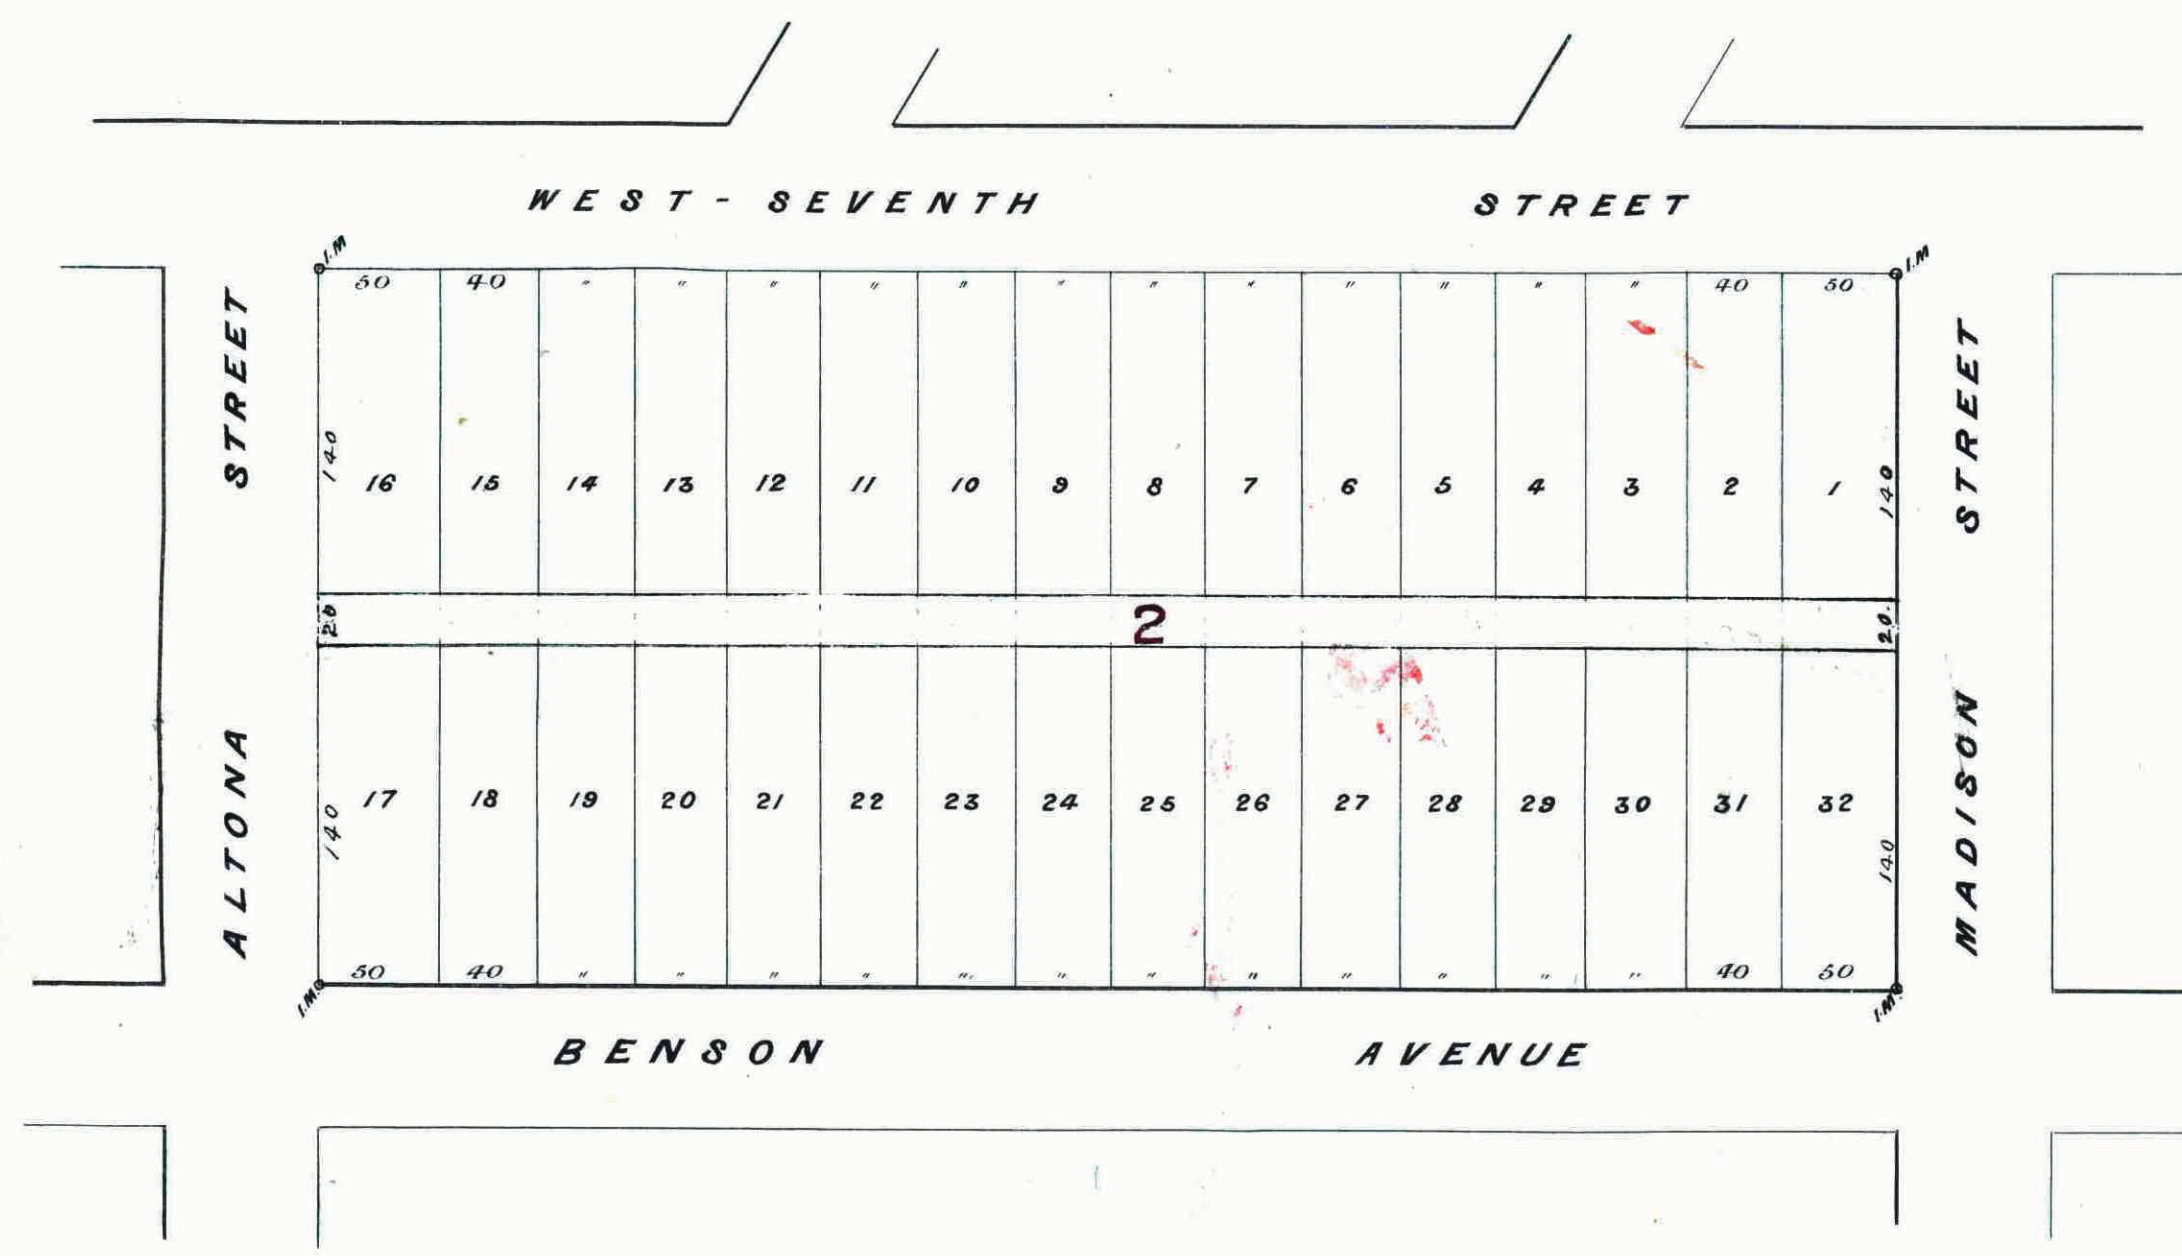 WEST-SEVENTH STREET
I.M I.M
50 40 " " " " " " " " " " " " 40 50
ALTONA STREET
140 140
16 15 14 13 12 11 10 9 8 7 6 5 4 3 2 1
MADISON STREET
20 2 20.
17 18 19 20 21 22 23 24 25 26 27 28 29 30 31 32
140 140
50 40 " " " " " " " " " " " " 40 50
I.M. I.M.
BENSON AVENUE